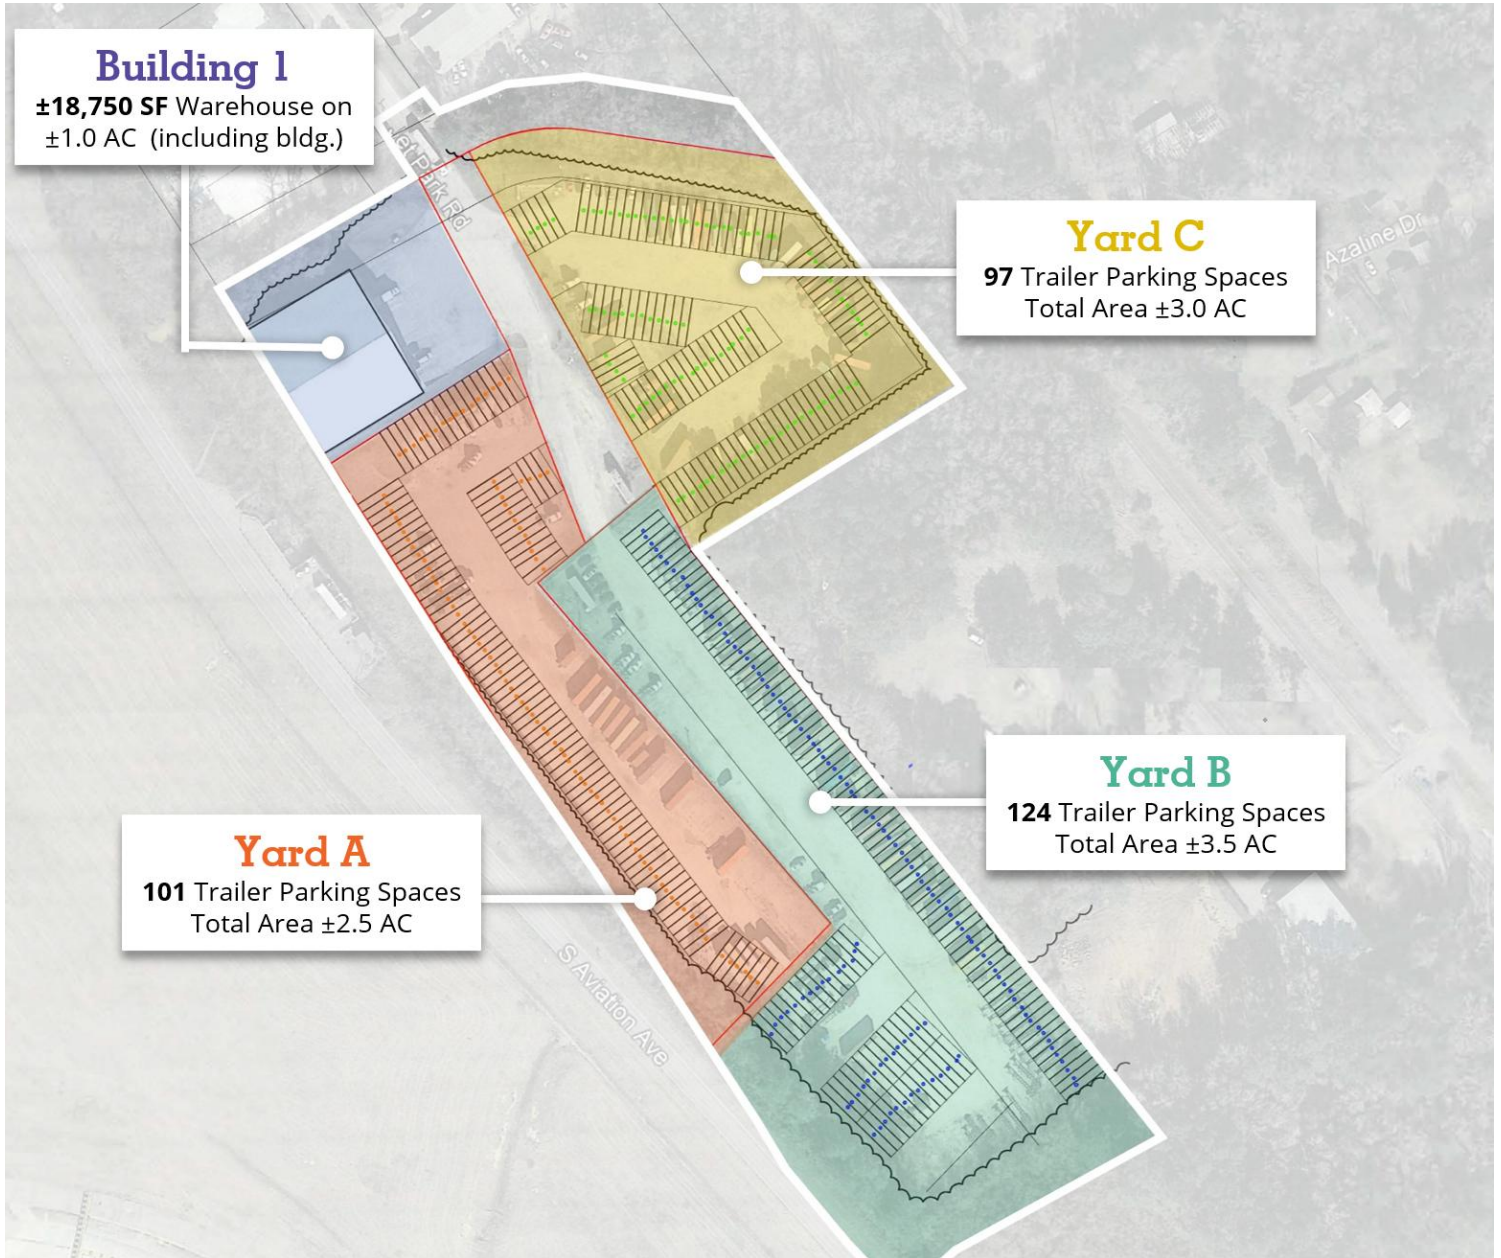 Building 1
±18,750 SF Warehouse on
±1.0 AC (including bldg.)
Park Rd
Yard C
97 Trailer Parking Spaces
Total Area ±3.0 AC
Azaline Dr
Yard B
124 Trailer Parking Spaces
Total Area ±3.5 AC
Yard A
101 Trailer Parking Spaces
Total Area ±2.5 AC
S Aviation Ave